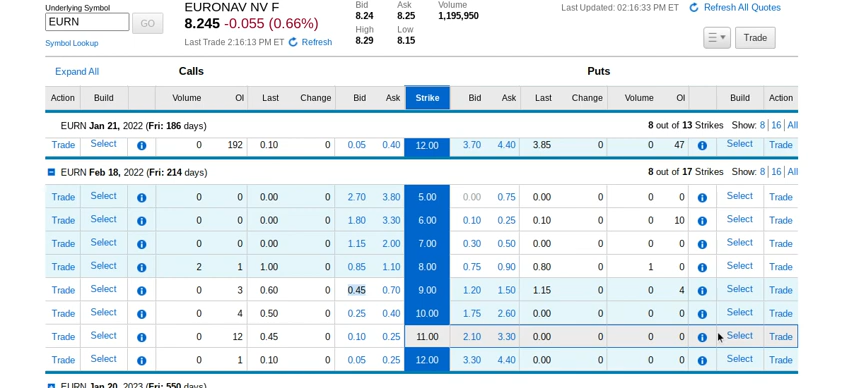 Underlying Symbol
EURN GO
Symbol Lookup
EURONAV NV F
8.245 -0.055 (0.66%)
Last Trade 2:16:13 PM ET Refresh
Bid Ask Volume
8.24 8.25 1,195,950
High Low
8.29 8.15
Last Updated: 02:16:33 PM ET Refresh All Quotes
Trade
Expand All Calls Puts
Action Build Volume OI Last Change Bid Ask Strike Bid Ask Last Change Volume OI Build Action
EURN Jan 21, 2022 (Fri: 186 days) 8 out of 13 Strikes Show: 8 | 16 | All
Trade Select 0 192 0.10 0 0.05 0.40 12.00 3.70 4.40 3.85 0 0 47 Select Trade
EURN Feb 18, 2022 (Fri: 214 days) 8 out of 17 Strikes Show: 8 | 16 | All
Trade Select 0 0 0.00 0 2.70 3.80 5.00 0.00 0.75 0.00 0 0 0 Select Trade
Trade Select 0 0 0.00 0 1.80 3.30 6.00 0.10 0.25 0.10 0 0 10 Select Trade
Trade Select 0 0 0.00 0 1.15 2.00 7.00 0.30 0.50 0.00 0 0 0 Select Trade
Trade Select 2 1 1.00 0 0.85 1.10 8.00 0.75 0.90 0.80 0 1 0 Select Trade
Trade Select 0 3 0.60 0 0.45 0.70 9.00 1.20 1.50 1.15 0 0 4 Select Trade
Trade Select 0 4 0.50 0 0.25 0.40 10.00 1.75 2.60 0.00 0 0 0 Select Trade
Trade Select 0 12 0.45 0 0.10 0.25 11.00 2.10 3.30 0.00 0 0 0 Select Trade
Trade Select 0 1 0.10 0 0.05 0.25 12.00 3.30 4.40 0.00 0 0 0 Select Trade
EURN Jan 20, 2023 (Fri: 550 days)